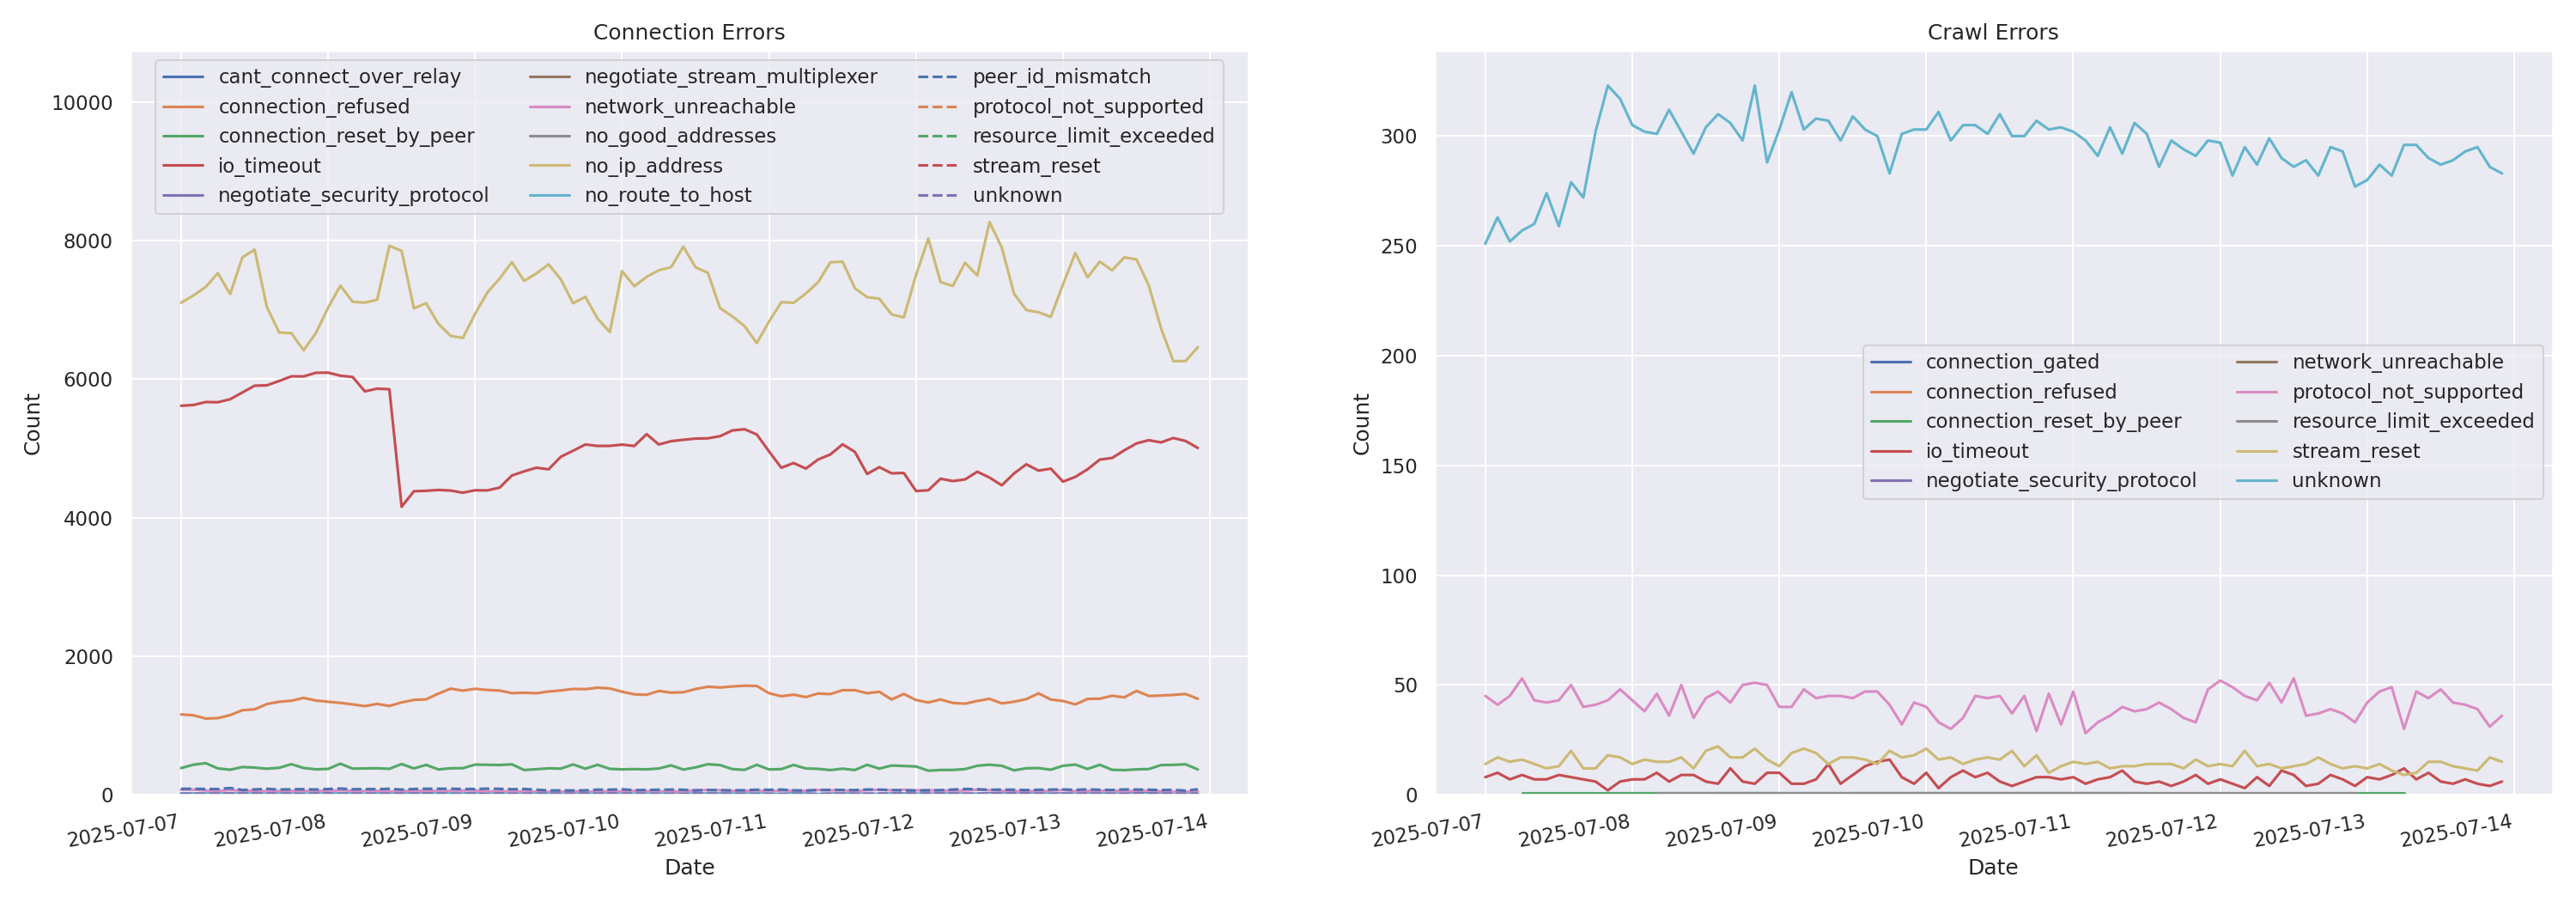 Connection Errors
cant_connect_over_relay
connection_refused
connection_reset_by_peer
io_timeout
negotiate_security_protocol
negotiate_stream_multiplexer
network_unreachable
no_good_addresses
no_ip_address
no_route_to_host
peer_id_mismatch
protocol_not_supported
resource_limit_exceeded
stream_reset
unknown
Count
10000
8000
6000
4000
2000
0
2025-07-07
2025-07-08
2025-07-09
2025-07-10
2025-07-11
2025-07-12
2025-07-13
2025-07-14
Date
Crawl Errors
connection_gated
connection_refused
connection_reset_by_peer
io_timeout
negotiate_security_protocol
network_unreachable
protocol_not_supported
resource_limit_exceeded
stream_reset
unknown
Count
300
250
200
150
100
50
0
2025-07-07
2025-07-08
2025-07-09
2025-07-10
2025-07-11
2025-07-12
2025-07-13
2025-07-14
Date